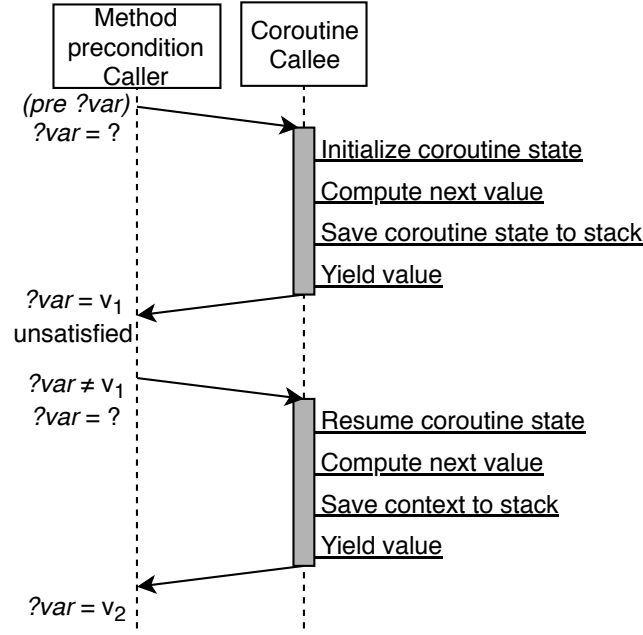 Method
precondition
Caller
Coroutine
Callee
(pre ?var)
?var = ?
Initialize coroutine state
Compute next value
Save coroutine state to stack
Yield value
?var = v₁
unsatisfied
?var ≠ v₁
?var = ?
Resume coroutine state
Compute next value
Save context to stack
Yield value
?var = v₂